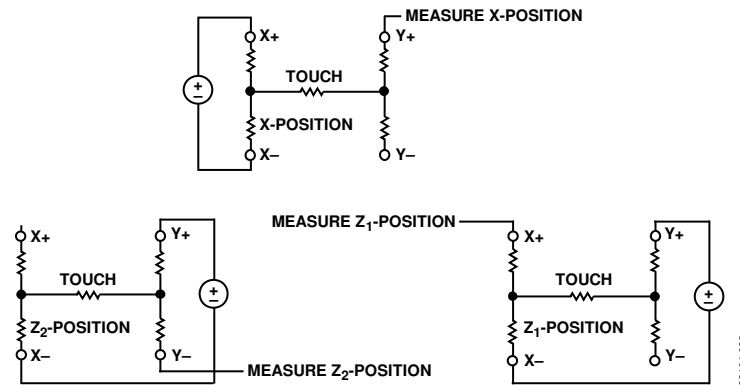 MEASURE X-POSITION
X+
Y+
TOUCH
X-POSITION
X–
Y–
MEASURE Z1-POSITION
X+
Y+
TOUCH
Z2-POSITION
X–
Y–
MEASURE Z2-POSITION
X+
Y+
TOUCH
Z1-POSITION
X–
Y–